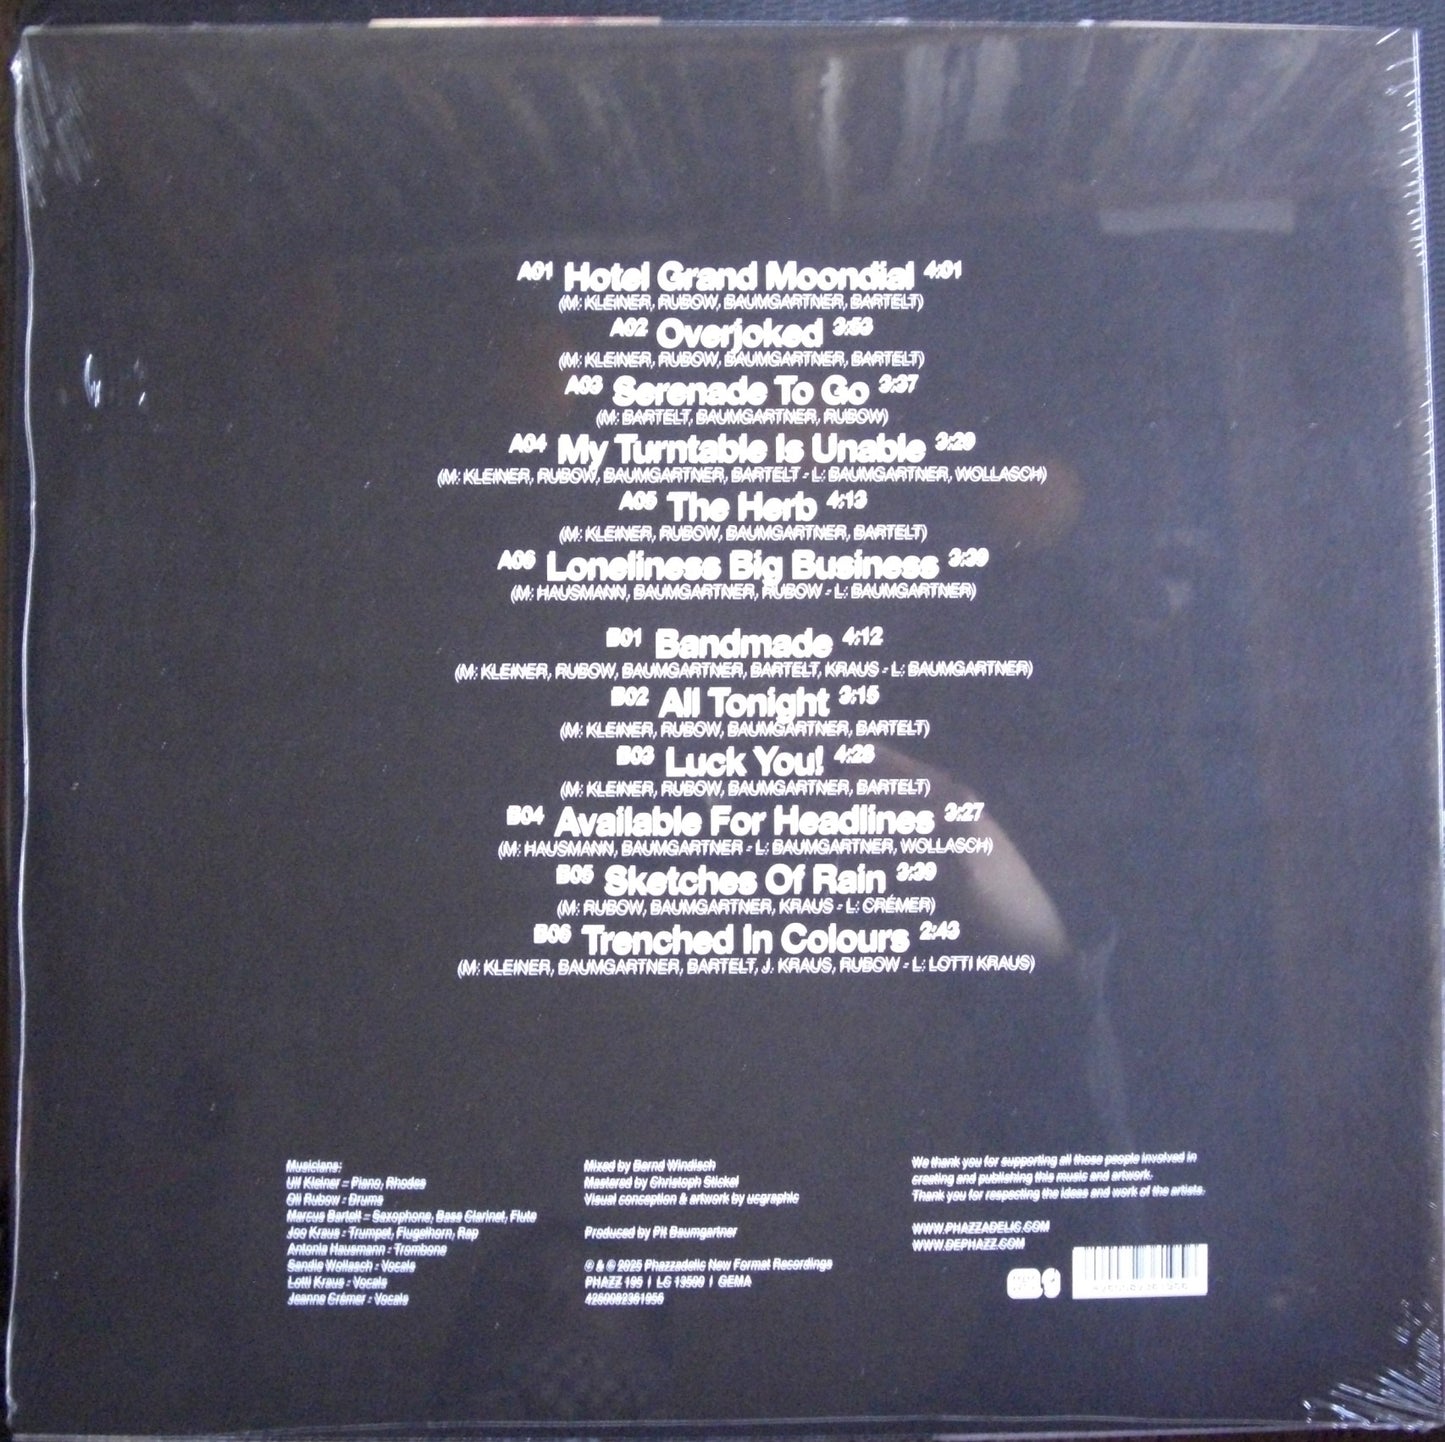 A01 Hotel Grand Moondial 4:01
(M: KLEINER, RUBOW, BAUMGARTNER, BARTELT)
A02 Overjoked 3:53
(M: KLEINER, RUBOW, BAUMGARTNER, BARTELT)
A03 Serenade To Go 3:37
(M: BARTELT, BAUMGARTNER, RUBOW)
A04 My Turntable Is Unable 3:29
(M: KLEINER, RUBOW, BAUMGARTNER, BARTELT - L: BAUMGARTNER, WOLLASCH)
A05 The Herb 4:13
(M: KLEINER, RUBOW, BAUMGARTNER, BARTELT)
A06 Loneliness Big Business 3:39
(M: HAUSMANN, BAUMGARTNER, RUBOW - L: BAUMGARTNER)
B01 Bandmade 4:12
(M: KLEINER, RUBOW, BAUMGARTNER, BARTELT, KRAUS - L: BAUMGARTNER)
B02 All Tonight 3:15
(M: KLEINER, RUBOW, BAUMGARTNER, BARTELT)
B03 Luck You!
(M: KLEINER, RUBOW, BAUMGARTNER, BARTELT)
B04 Available For Headlines 3:27
(M: HAUSMANN, BAUMGARTNER - L: BAUMGARTNER, WOLLASCH)
B05 Sketches Of Rain
(M: RUBOW, BAUMGARTNER, KRAUS - L: CRÉMER)
B06 Trenched In Colours 2:43
(M: KLEINER, BAUMGARTNER, BARTELT, J. KRAUS, RUBOW - L: LOTTI KRAUS)
Musicians:
Ulf Kleiner – Piano, Rhodes
Oli Rubow - Drums
Marcus Bartelt – Saxophone, Bass Clarinet, Flute
Joo Kraus - Trumpet, Flugelhorn, Rap
Antonia Hausmann - Trombone
Sandie Wollasch - Vocals
Lotti Kraus - Vocals
Jeanne Crémer - Vocals
Mixed by Bernd Windisch
Mastered by Christoph Stickel
Visual conception & artwork by ucgraphic
Produced by Pit Baumgartner
℗ & © 2025 Phazzadelic New Format Recordings
PHAZZ 195 | LC 13590 | GEMA
4260082361956
We thank you for supporting all those people involved in
creating and publishing this music and artwork.
Thank you for respecting the ideas and work of the artists.
WWW.PHAZZADELIC.COM
WWW.DEPHAZZ.COM